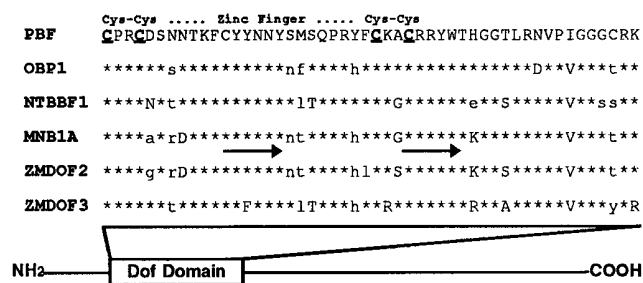 Cys-Cys ..... Zinc Finger ..... Cys-Cys
PBF CPRCDSNNTKFCYYNNYSMSQPRYFCKACRRYWTHGGTLRNVPIGGGCRK
OBP1 ******s*********nf****h*****************D**V***t**
NTBBF1 ****N*t*********lT*******G******e**S******V**ss**
MNB1A ****a*rD********nt****h***G******K*********V***t**
ZMDOF2 ****g*rD********nt****hl**S******K**S******V***t**
ZMDOF3 ******t****F****lT****h**R*******R**A******V***y*R
NH2 Dof Domain COOH